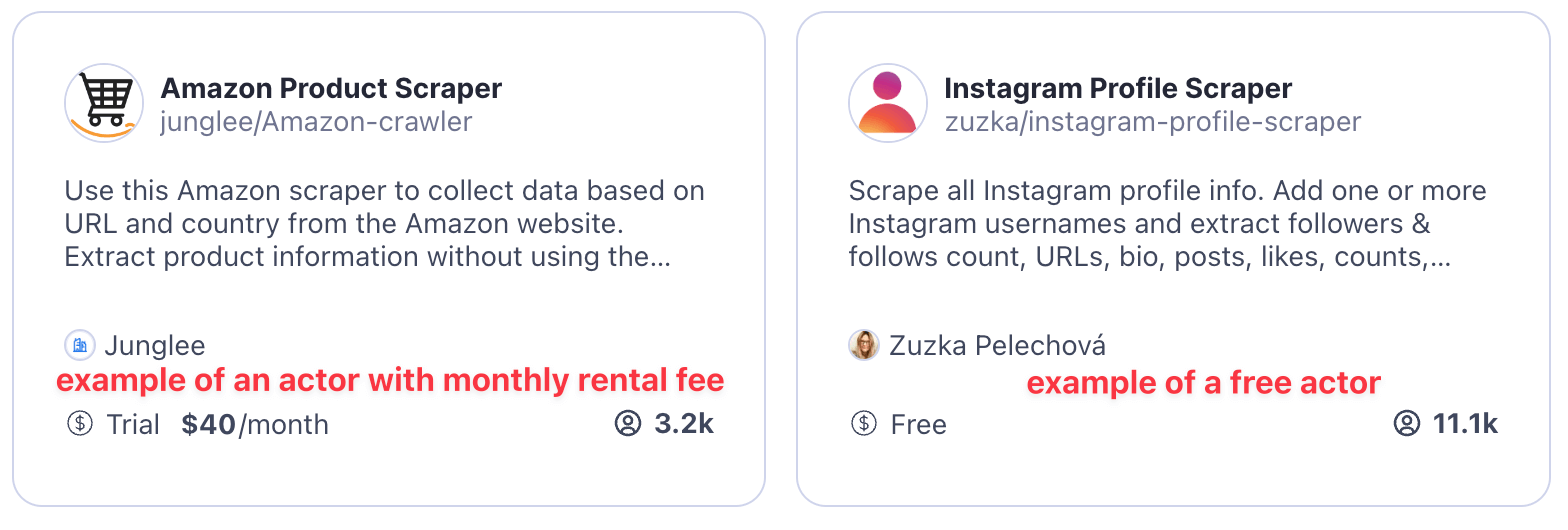 Amazon Product Scraper
junglee/Amazon-crawler
Use this Amazon scraper to collect data based on
URL and country from the Amazon website.
Extract product information without using the...
Junglee
example of an actor with monthly rental fee
Trial $40/month 3.2k
Instagram Profile Scraper
zuzka/instagram-profile-scraper
Scrape all Instagram profile info. Add one or more
Instagram usernames and extract followers &
follows count, URLs, bio, posts, likes, counts,...
Zuzka Pelechová
example of a free actor
Free 11.1k